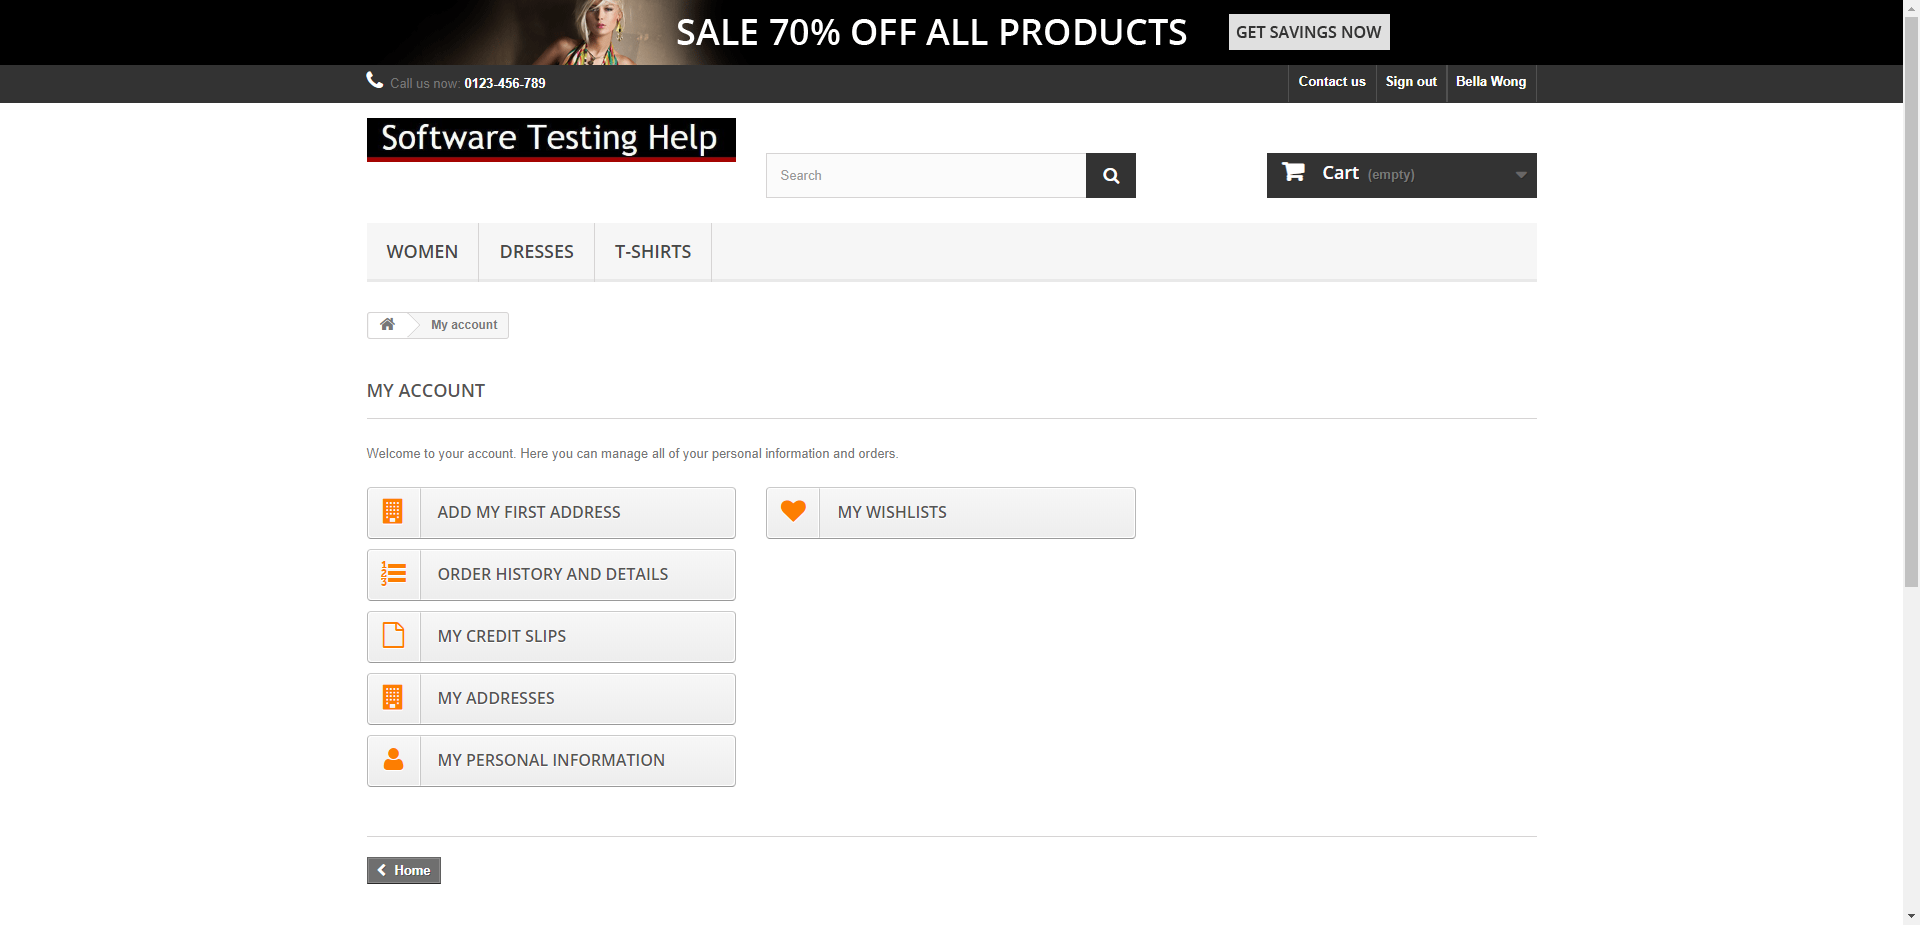 SALE 70% OFF ALL PRODUCTS GET SAVINGS NOW
Call us now: 0123-456-789 Contact us Sign out Bella Wong
Software Testing Help
Search Cart (empty)
WOMEN DRESSES T-SHIRTS
My account
MY ACCOUNT
Welcome to your account. Here you can manage all of your personal information and orders.
ADD MY FIRST ADDRESS MY WISHLISTS
ORDER HISTORY AND DETAILS
MY CREDIT SLIPS
MY ADDRESSES
MY PERSONAL INFORMATION
Home